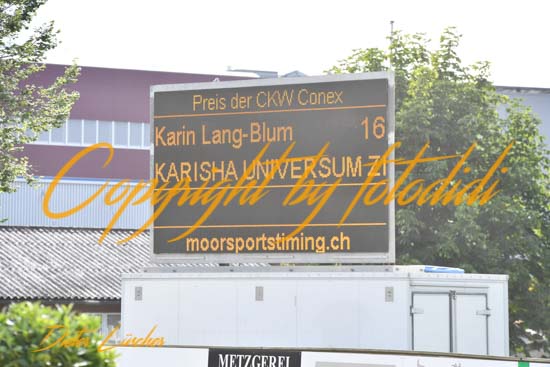 Preis der CKW Conex
Karin Lang-Blum 16
KARISHA UNIVERSUM ZI
Copyright by fotodidi
moorsportstiming.ch
METZGEREI